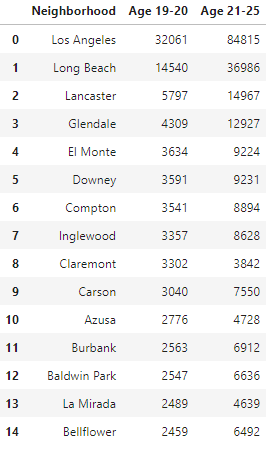 Neighborhood Age 19-20 Age 21-25
0 Los Angeles 32061 84815
1 Long Beach 14540 36986
2 Lancaster 5797 14967
3 Glendale 4309 12927
4 El Monte 3634 9224
5 Downey 3591 9231
6 Compton 3541 8894
7 Inglewood 3357 8628
8 Claremont 3302 3842
9 Carson 3040 7550
10 Azusa 2776 4728
11 Burbank 2563 6912
12 Baldwin Park 2547 6636
13 La Mirada 2489 4639
14 Bellflower 2459 6492